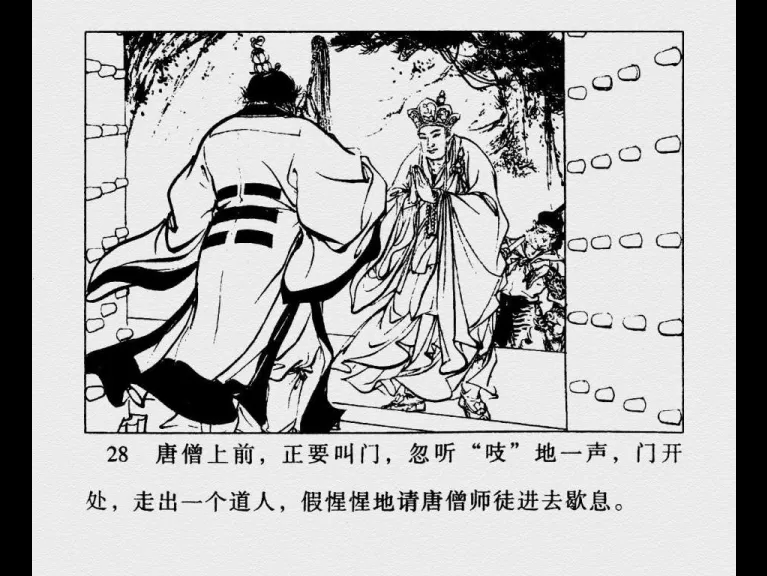 28 唐僧上前，正要叫门，忽听“吱”地一声，门开
处，走出一个道人，假惺惺地请唐僧师徒进去歇息。